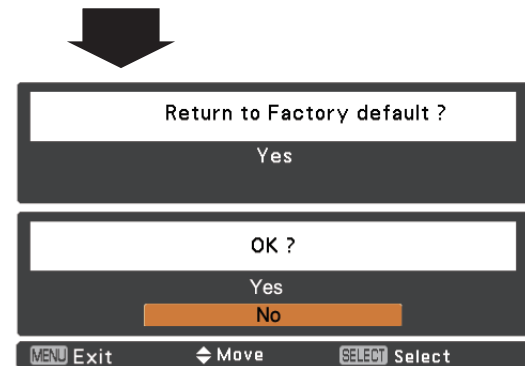 Return to Factory default ?
Yes
OK ?
Yes
No
MENU Exit Move SELECT Select